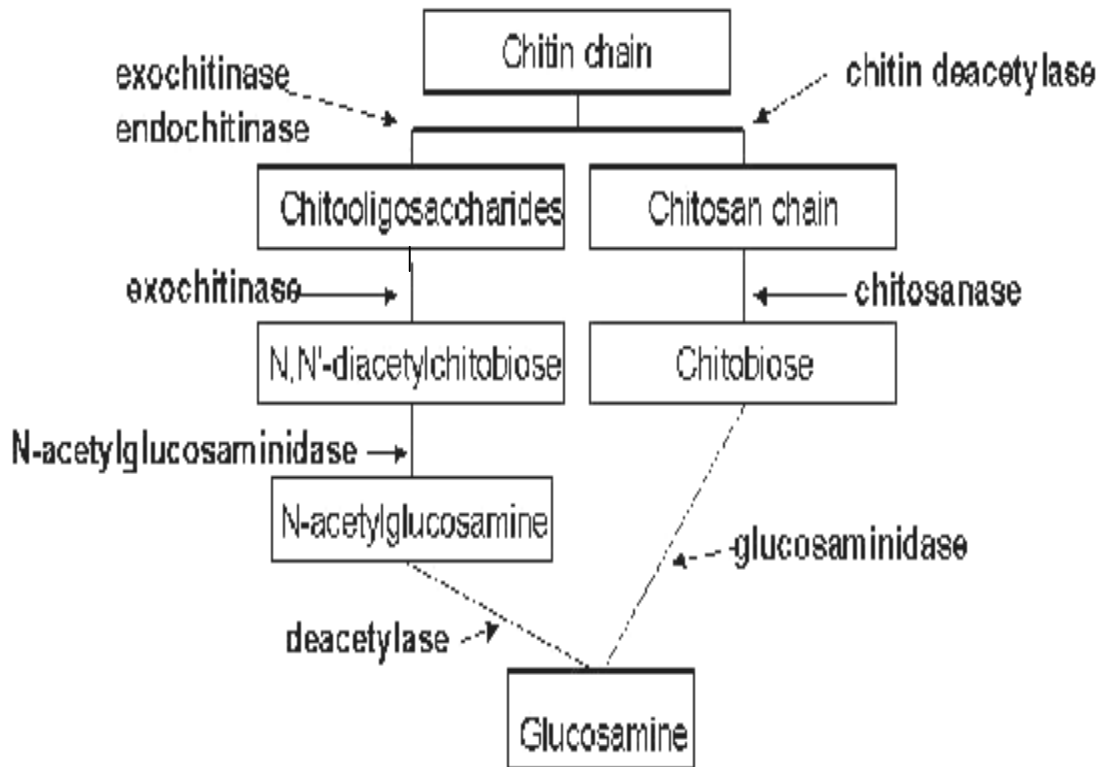 Chitin chain
exochitinase
endochitinase
chitin deacetylase
Chitooligosaccharides
Chitosan chain
exochitinase
chitosanase
N,N'-diacetylchitobiose
Chitobiose
N-acetylglucosaminidase
N-acetylglucosamine
glucosaminidase
deacetylase
Glucosamine